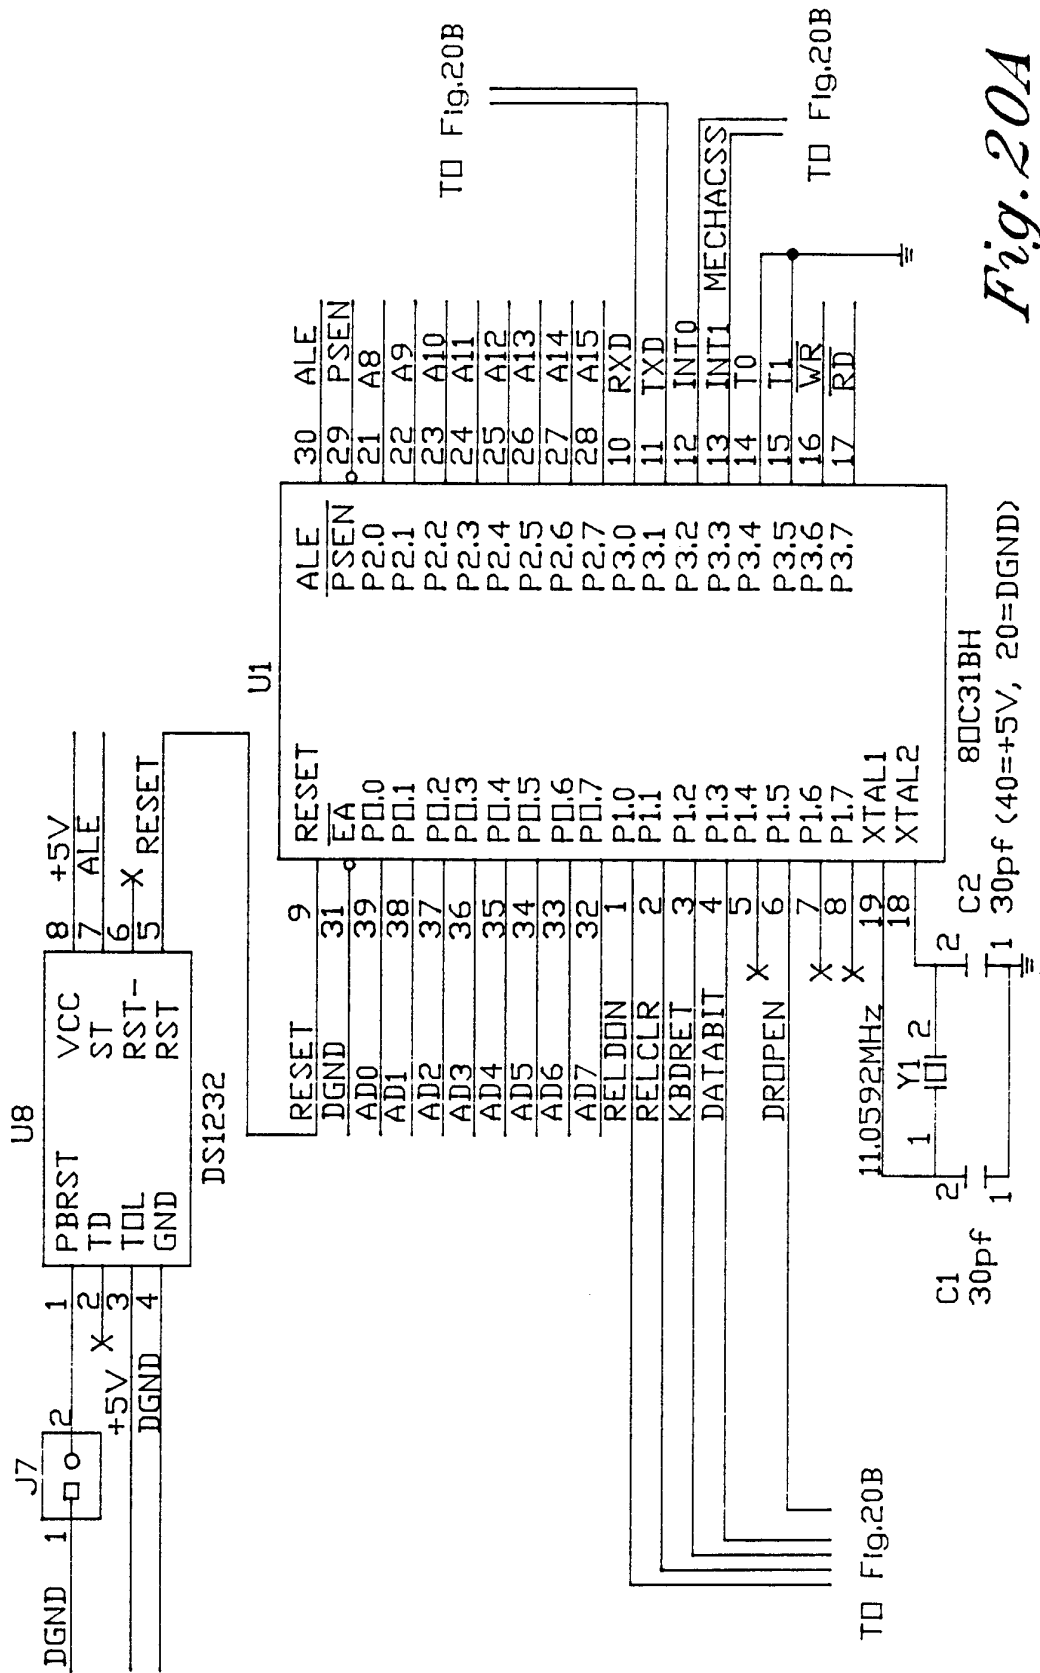 J7
DGND 1
2
U8
1 PBRST
2 TD
X
+5V 3 TOL
DGND 4 GND
VCC 8 +5V
ST 7 ALE
RST- 6 X
RST 5 RESET
DS1232
U1
RESET 9 RESET
DGND 31 EA
AD0 39 P0.0
AD1 38 P0.1
AD2 37 P0.2
AD3 36 P0.3
AD4 35 P0.4
AD5 34 P0.5
AD6 33 P0.6
AD7 32 P0.7
RELDON 1 P1.0
RELCLR 2 P1.1
KBDRET 3 P1.2
DATABIT 4 P1.3
X 5 P1.4
DROPEN 6 P1.5
X 7 P1.6
X 8 P1.7
19 XTAL1
18 XTAL2
ALE 30 ALE
PSEN 29 PSEN
P2.0 21 A8
P2.1 22 A9
P2.2 23 A10
P2.3 24 A11
P2.4 25 A12
P2.5 26 A13
P2.6 27 A14
P2.7 28 A15
P3.0 10 RXD
P3.1 11 TXD
P3.2 12 INT0
P3.3 13 INT1 MECHACSS
P3.4 14 T0
P3.5 15 T1
P3.6 16 WR
P3.7 17 RD
80C31BH
TO Fig.20B
TO Fig.20B
TO Fig.20B
11.0592MHz
1 Y1 2
C1
30pf
2
1
2
1
C2
30pf (40=+5V, 20=DGND)
Fig. 20A